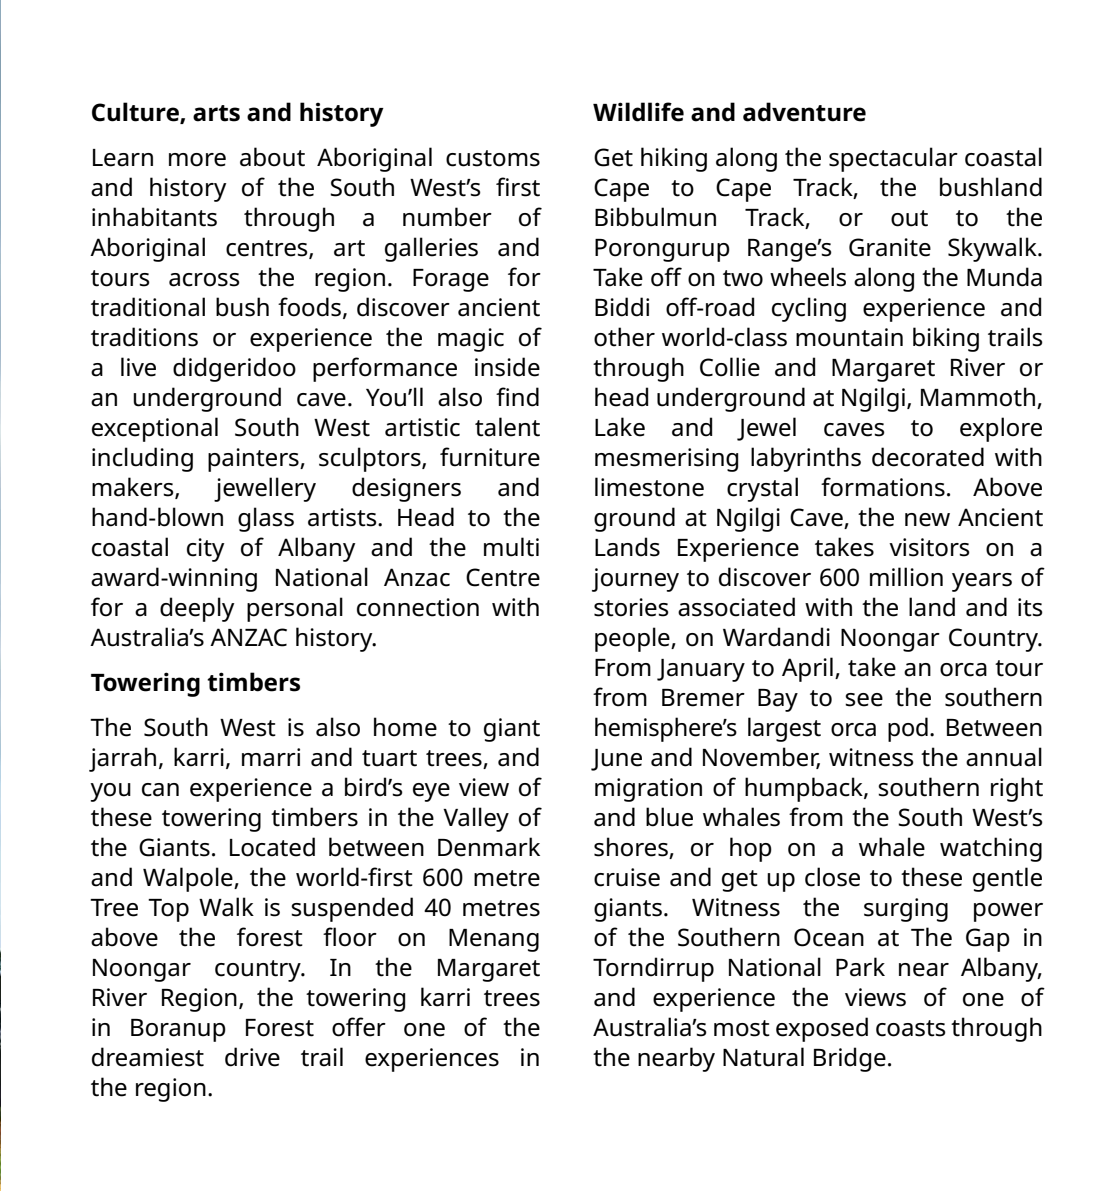 Culture, arts and history
Learn more about Aboriginal customs
and history of the South West’s first
inhabitants through a number of
Aboriginal centres, art galleries and
tours across the region. Forage for
traditional bush foods, discover ancient
traditions or experience the magic of
a live didgeridoo performance inside
an underground cave. You’ll also find
exceptional South West artistic talent
including painters, sculptors, furniture
makers, jewellery designers and
hand-blown glass artists. Head to the
coastal city of Albany and the multi
award-winning National Anzac Centre
for a deeply personal connection with
Australia’s ANZAC history.
Towering timbers
The South West is also home to giant
jarrah, karri, marri and tuart trees, and
you can experience a bird’s eye view of
these towering timbers in the Valley of
the Giants. Located between Denmark
and Walpole, the world-first 600 metre
Tree Top Walk is suspended 40 metres
above the forest floor on Menang
Noongar country. In the Margaret
River Region, the towering karri trees
in Boranup Forest offer one of the
dreamiest drive trail experiences in
the region.
Wildlife and adventure
Get hiking along the spectacular coastal
Cape to Cape Track, the bushland
Bibbulmun Track, or out to the
Porongurup Range’s Granite Skywalk.
Take off on two wheels along the Munda
Biddi off-road cycling experience and
other world-class mountain biking trails
through Collie and Margaret River or
head underground at Ngilgi, Mammoth,
Lake and Jewel caves to explore
mesmerising labyrinths decorated with
limestone crystal formations. Above
ground at Ngilgi Cave, the new Ancient
Lands Experience takes visitors on a
journey to discover 600 million years of
stories associated with the land and its
people, on Wardandi Noongar Country.
From January to April, take an orca tour
from Bremer Bay to see the southern
hemisphere’s largest orca pod. Between
June and November, witness the annual
migration of humpback, southern right
and blue whales from the South West’s
shores, or hop on a whale watching
cruise and get up close to these gentle
giants. Witness the surging power
of the Southern Ocean at The Gap in
Torndirrup National Park near Albany,
and experience the views of one of
Australia’s most exposed coasts through
the nearby Natural Bridge.